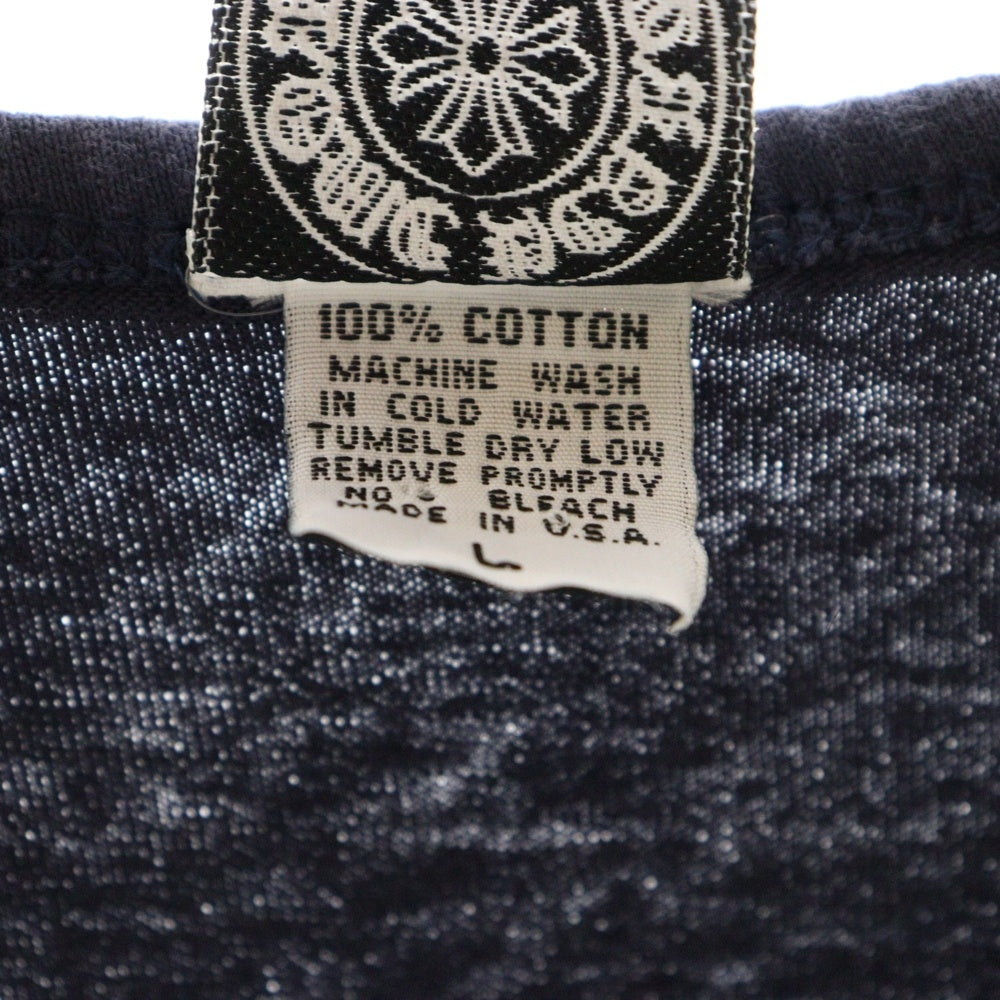 100% COTTON
MACHINE WASH
IN COLD WATER
TUMBLE DRY LOW
REMOVE PROMPTLY
NO BLEACH
MADE IN U.S.A.
L